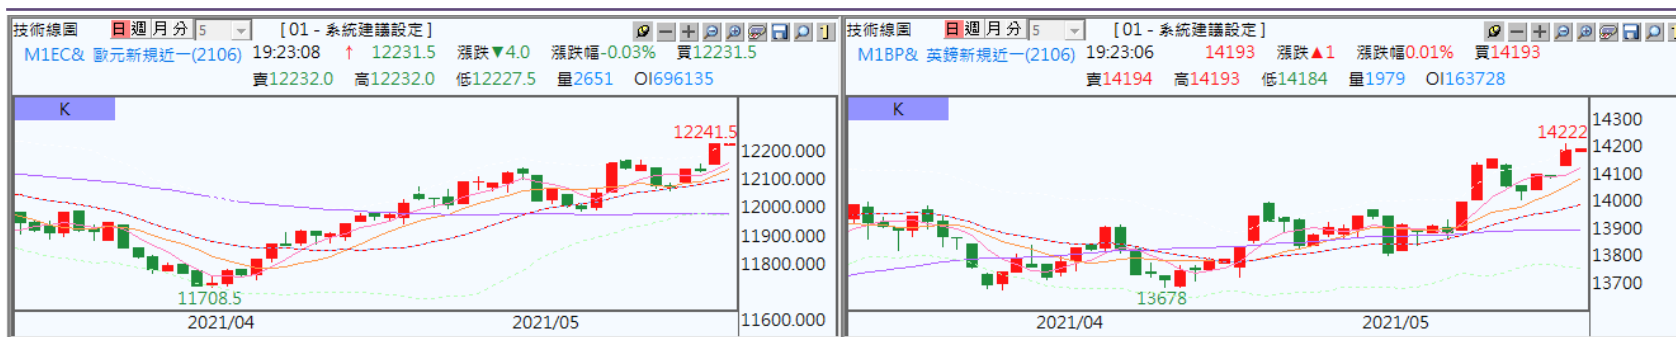 技術線圖 日 週 月 分 5 [ 01 - 系統建議設定 ]
M1EC& 歐元新規近一(2106) 19:23:08 ↑ 12231.5 漲跌▼4.0 漲跌幅-0.03% 買12231.5
賣12232.0 高12232.0 低12227.5 量2651 OI696135
K
12241.5
12200.000
12100.000
12000.000
11900.000
11800.000
11708.5
11600.000
2021/04 2021/05
技術線圖 日 週 月 分 5 [ 01 - 系統建議設定 ]
M1BP& 英鎊新規近一(2106) 19:23:06 14193 漲跌▲1 漲跌幅0.01% 買14193
賣14194 高14193 低14184 量1979 OI163728
K
14300
14222
14200
14100
14000
13900
13800
13700
13678
2021/04 2021/05